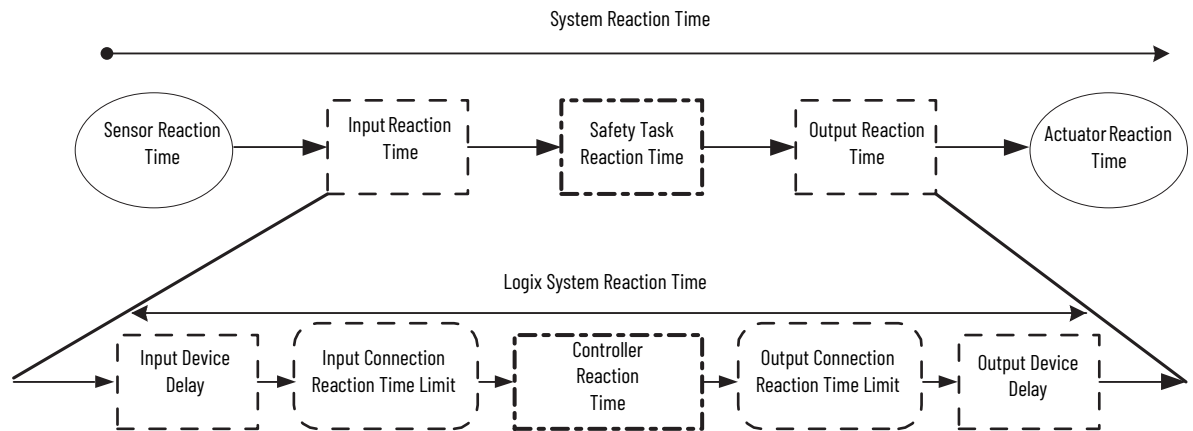 System Reaction Time
Sensor Reaction
Time
Input Reaction
Time
Safety Task
Reaction Time
Output Reaction
Time
Actuator Reaction
Time
Logix System Reaction Time
Input Device
Delay
Input Connection
Reaction Time Limit
Controller
Reaction
Time
Output Connection
Reaction Time Limit
Output Device
Delay